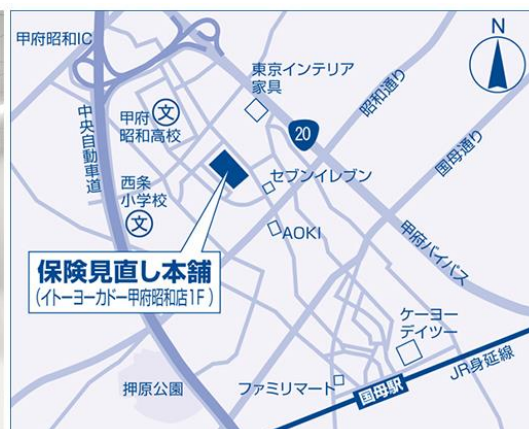 甲府昭和IC
N
東京インテリア
家具
昭和通り
国母通り
中央自動車道
甲府
昭和高校
文
20
セブンイレブン
西条
小学校
文
AOKI
甲府バイパス
保険見直し本舗
(イトーヨーカドー甲府昭和店1F)
ケーヨー
デイツー
押原公園
ファミリマート
国母駅
JR身延線